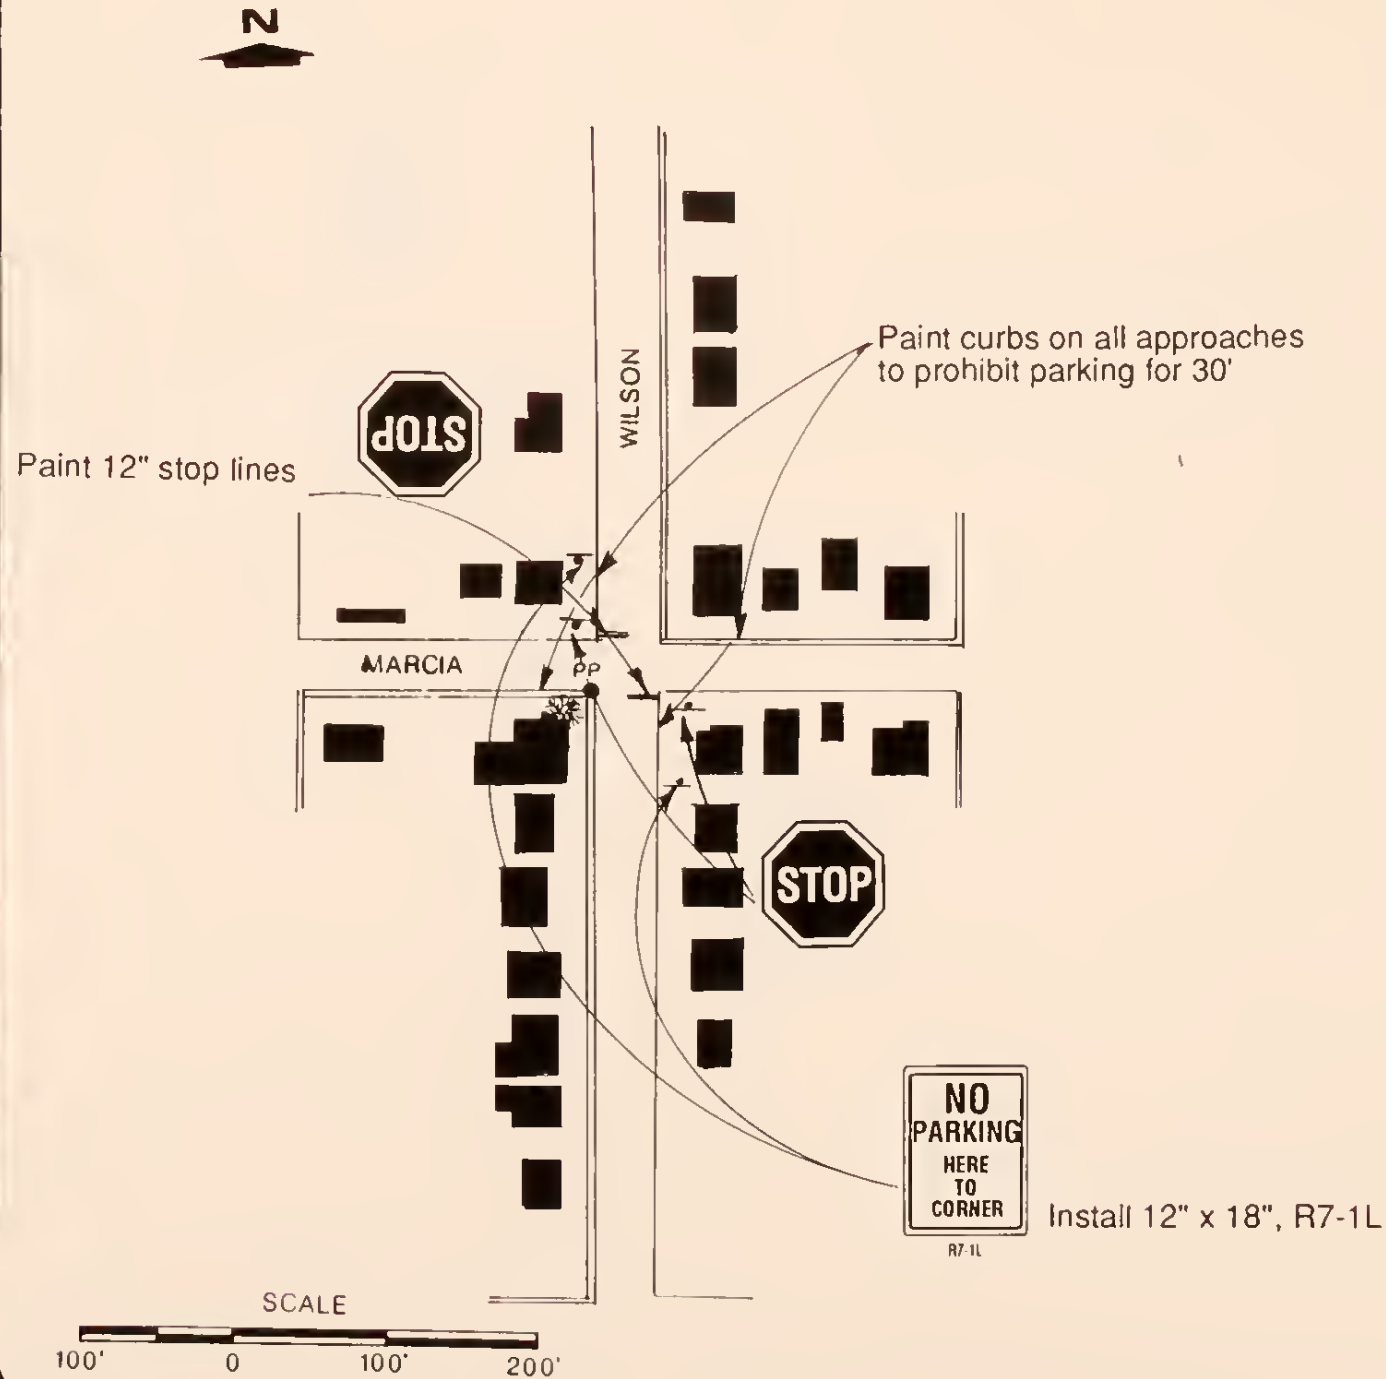 N
Paint curbs on all approaches
to prohibit parking for 30'
WILSON
STOP
Paint 12" stop lines
MARCIA
PP
STOP
NO
PARKING
HERE
TO
CORNER
R7-1L
Install 12" x 18", R7-1L
SCALE
100' 0 100' 200'